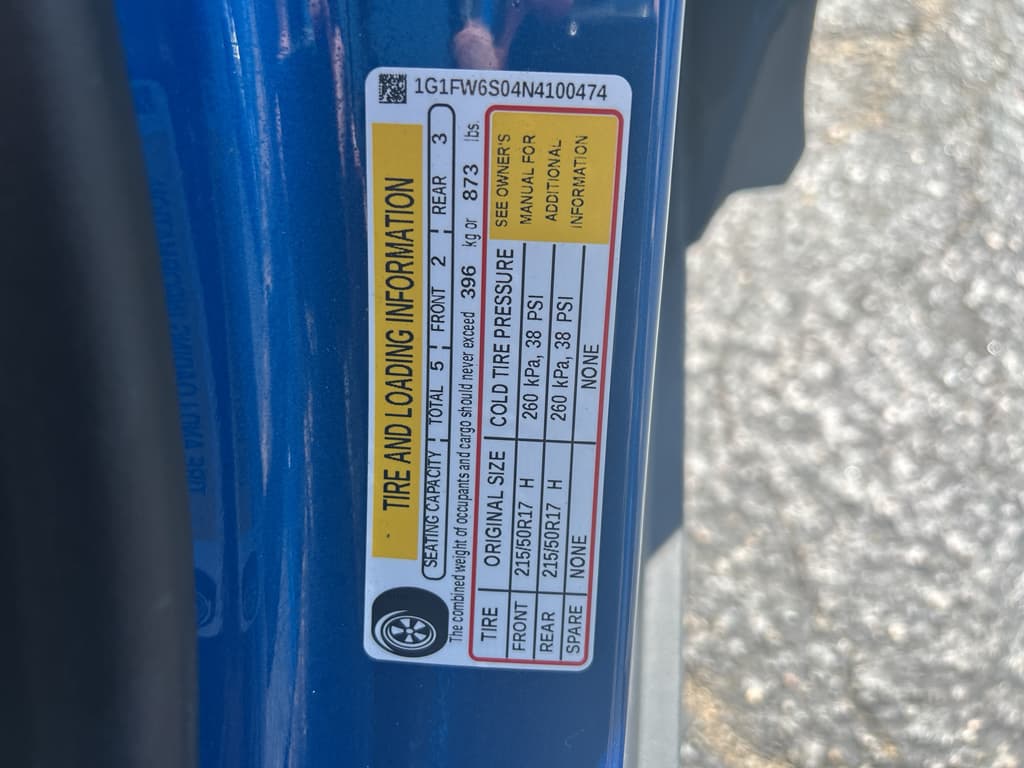 1G1FW6S04N4100474
TIRE AND LOADING INFORMATION
SEATING CAPACITY TOTAL 5 FRONT 2 REAR 3
The combined weight of occupants and cargo should never exceed 396 kg or 873 lbs.
TIRE ORIGINAL SIZE COLD TIRE PRESSURE
FRONT 215/50R17 H 260 kPa, 38 PSI
REAR 215/50R17 H 260 kPa, 38 PSI
SPARE NONE NONE
SEE OWNER'S
MANUAL FOR
ADDITIONAL
INFORMATION